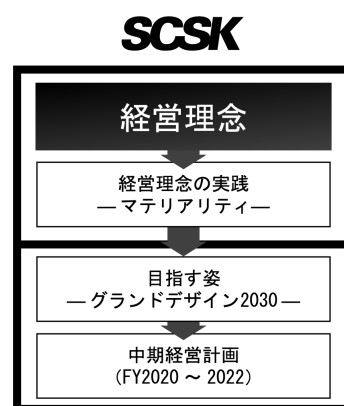 SCSK
経営理念
経営理念の実践
― マテリアリティ―
目指す姿
― グランドデザイン2030 ―
中期経営計画
(FY2020 ～ 2022)